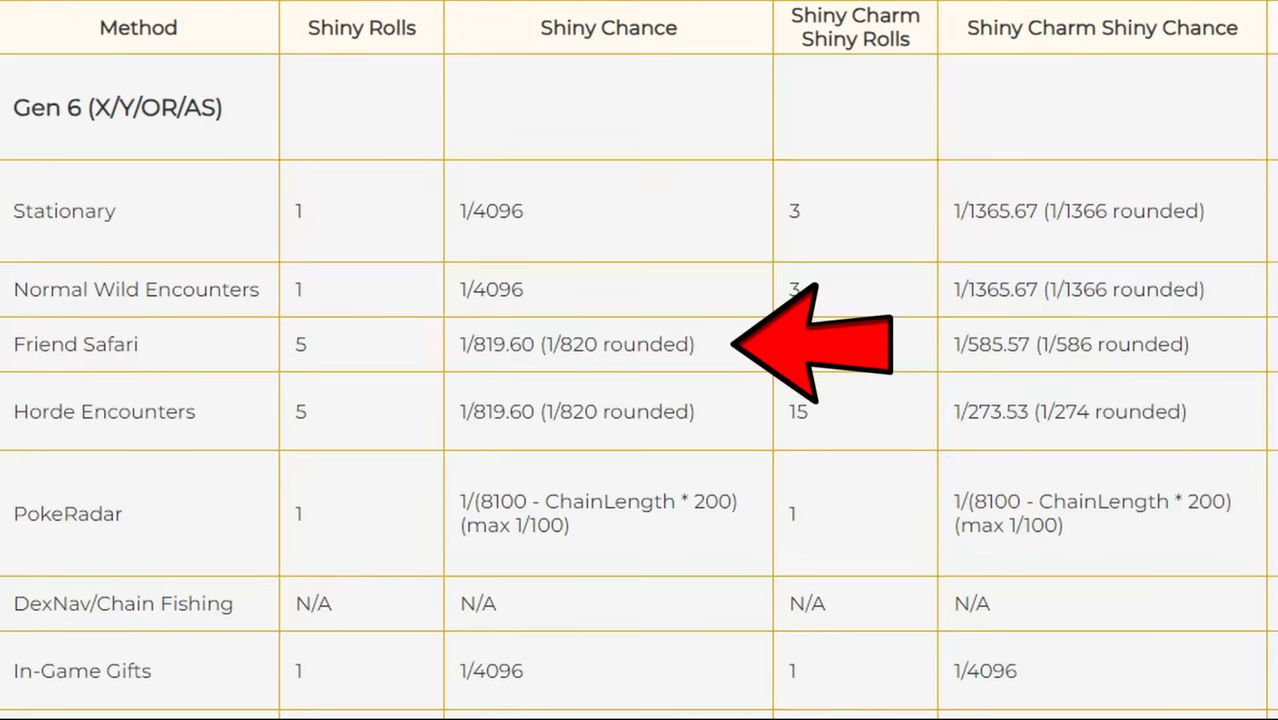 Method Shiny Rolls Shiny Chance Shiny Charm Shiny Rolls Shiny Charm Shiny Chance
Gen 6 (X/Y/OR/AS)
Stationary 1 1/4096 3 1/1365.67 (1/1366 rounded)
Normal Wild Encounters 1 1/4096 3 1/1365.67 (1/1366 rounded)
Friend Safari 5 1/819.60 (1/820 rounded) 1/585.57 (1/586 rounded)
Horde Encounters 5 1/819.60 (1/820 rounded) 15 1/273.53 (1/274 rounded)
PokeRadar 1 1/(8100 - ChainLength * 200) (max 1/100) 1 1/(8100 - ChainLength * 200) (max 1/100)
DexNav/Chain Fishing N/A N/A N/A N/A
In-Game Gifts 1 1/4096 1 1/4096